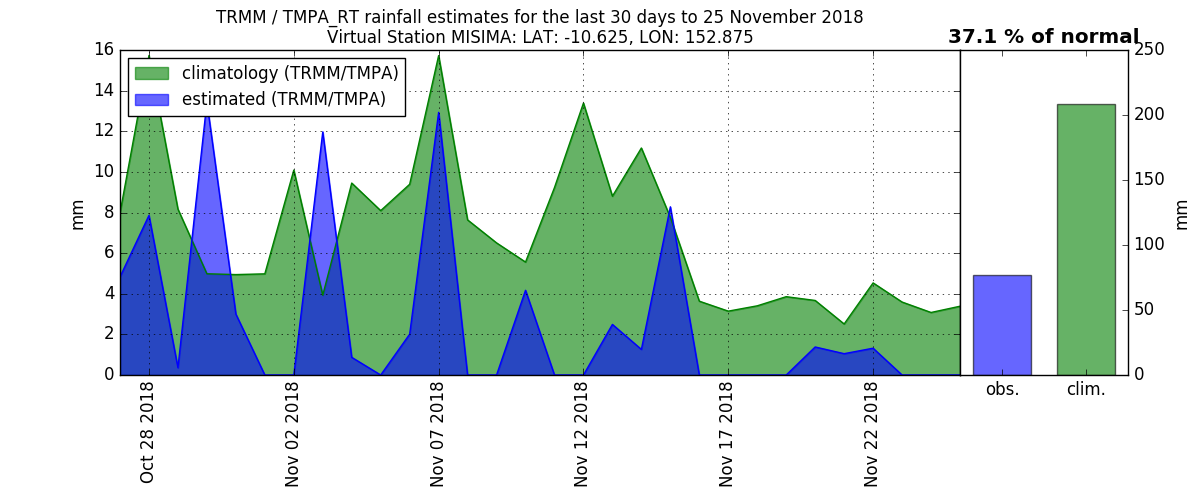 TRMM / TMPA_RT rainfall estimates for the last 30 days to 25 November 2018
Virtual Station MISIMA: LAT: -10.625, LON: 152.875
37.1 % of normal
climatology (TRMM/TMPA)
estimated (TRMM/TMPA)
16
14
12
10
8
6
4
2
0
mm
Oct 28 2018
Nov 02 2018
Nov 07 2018
Nov 12 2018
Nov 17 2018
Nov 22 2018
obs.
clim.
250
200
150
100
50
0
mm